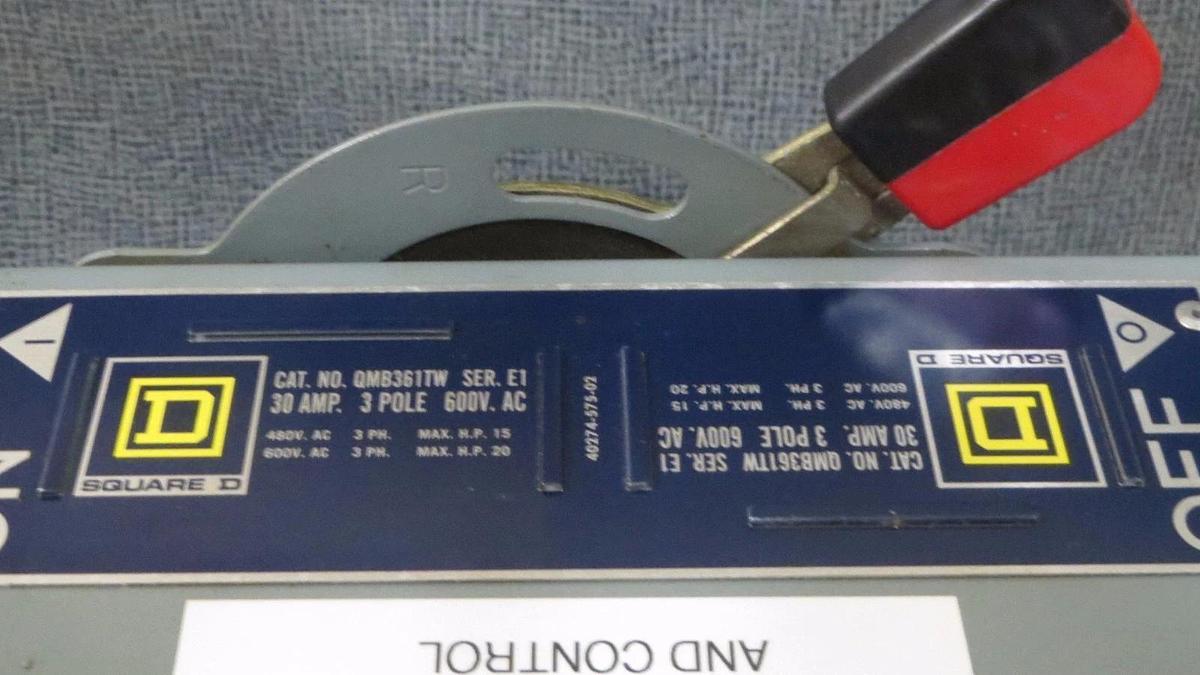 R
I
ON
D
SQUARE D
CAT. NO. QMB361TW SER. E1
30 AMP. 3 POLE 600V. AC
480V. AC 3 PH. MAX. H.P. 15
600V. AC 3 PH. MAX. H.P. 20
40274-575-02
CAT. NO. QMB361TW SER. E1
30 AMP. 3 POLE 600V. AC
480V. AC 3 PH. MAX. H.P. 15
600V. AC 3 PH. MAX. H.P. 20
D
SQUARE D
O
OFF
AND CONTROL